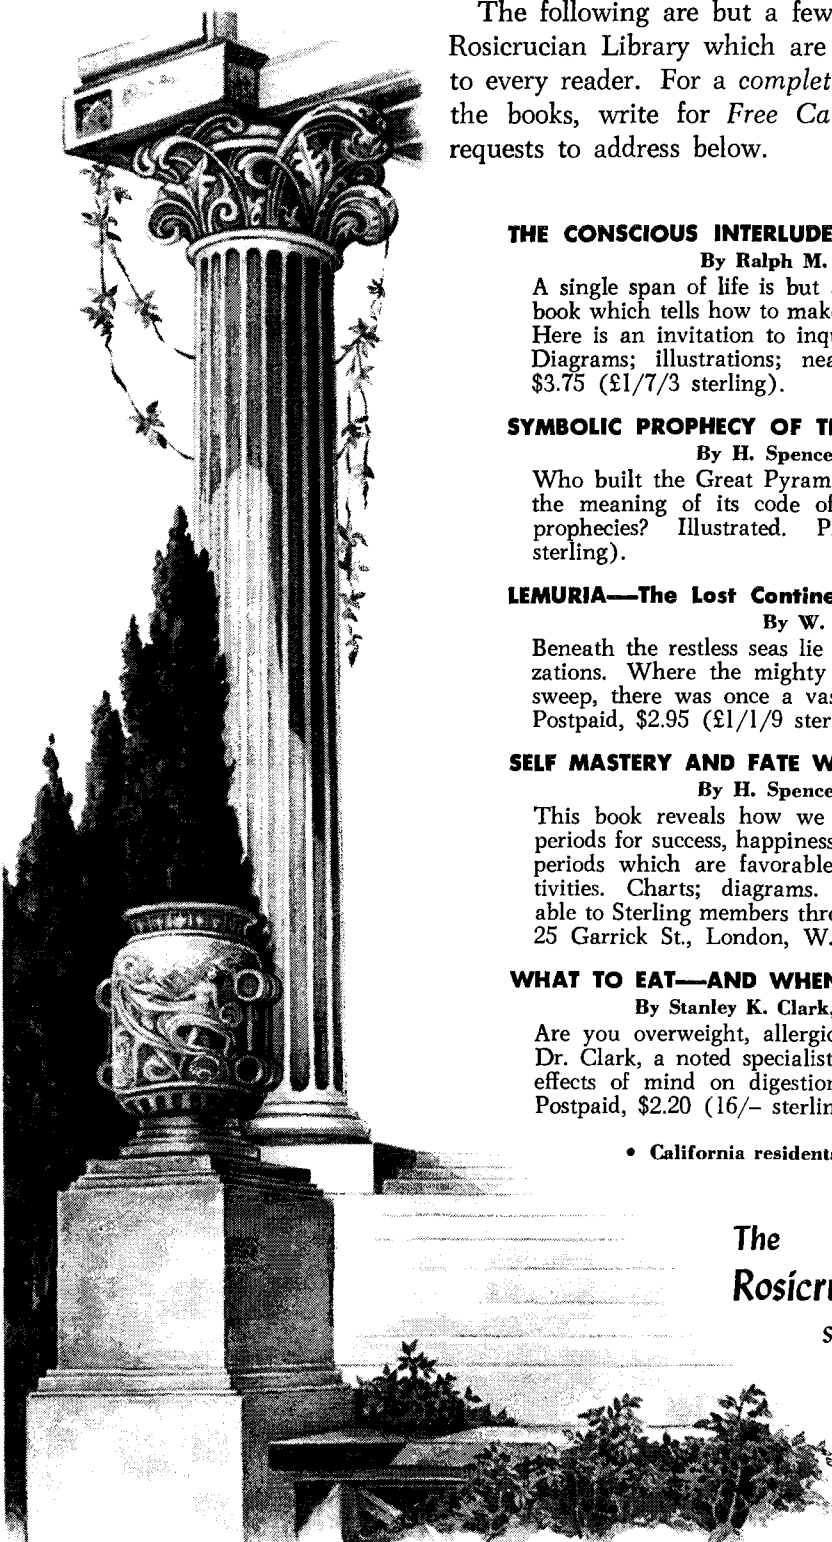 The following are but a few
Rosicrucian Library which are
to every reader. For a complet
the books, write for Free Ca
requests to address below.
THE CONSCIOUS INTERLUDE
By Ralph M.
A single span of life is but
book which tells how to mak
Here is an invitation to inqu
Diagrams; illustrations; nea
$3.75 (£1/7/3 sterling).
SYMBOLIC PROPHECY OF T
By H. Spence
Who built the Great Pyram
the meaning of its code of
prophecies? Illustrated. P
sterling).
LEMURIA—The Lost Contine
By W.
Beneath the restless seas lie
zations. Where the mighty
sweep, there was once a vas
Postpaid, $2.95 (£1/1/9 ster
SELF MASTERY AND FATE W
By H. Spence
This book reveals how we
periods for success, happiness
periods which are favorable
tivities. Charts; diagrams.
able to Sterling members thr
25 Garrick St., London, W.
WHAT TO EAT—AND WHEN
By Stanley K. Clark,
Are you overweight, allergic
Dr. Clark, a noted specialist
effects of mind on digestion
Postpaid, $2.20 (16/– sterlin
• California resident
The
Rosicru
S